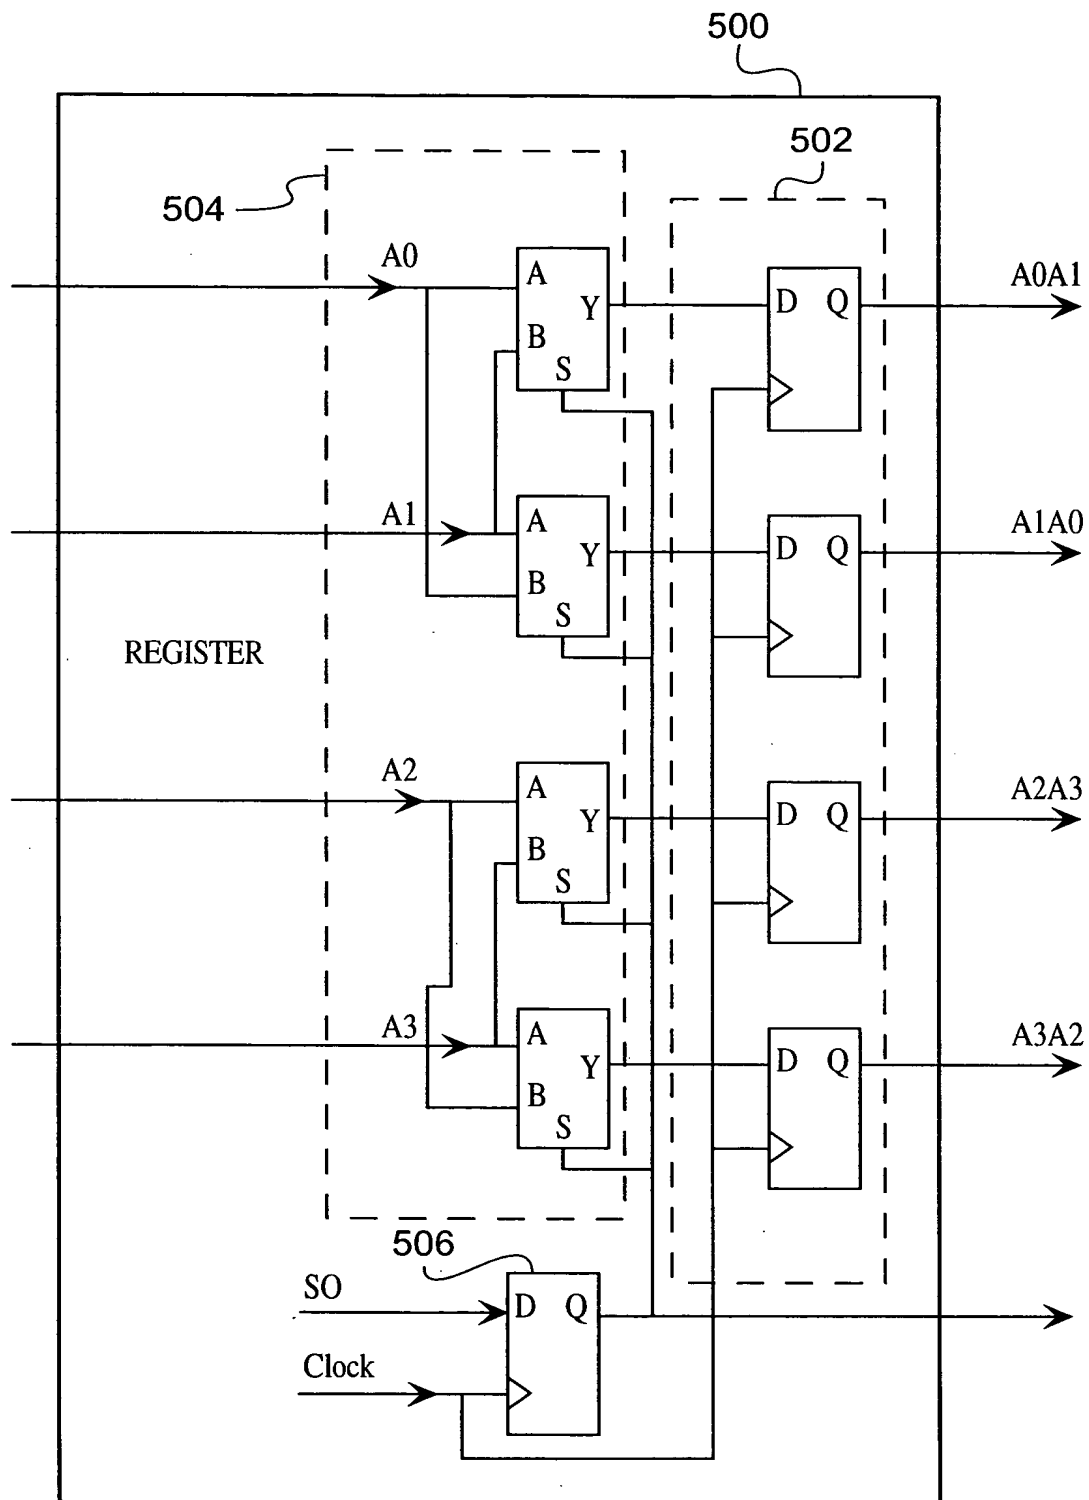 500
502
504
A0
A
Y
B
S
D Q
A0A1
A1
A
Y
B
S
D Q
A1A0
REGISTER
A2
A
Y
B
S
D Q
A2A3
A3
A
Y
B
S
D Q
A3A2
506
SO
D Q
Clock